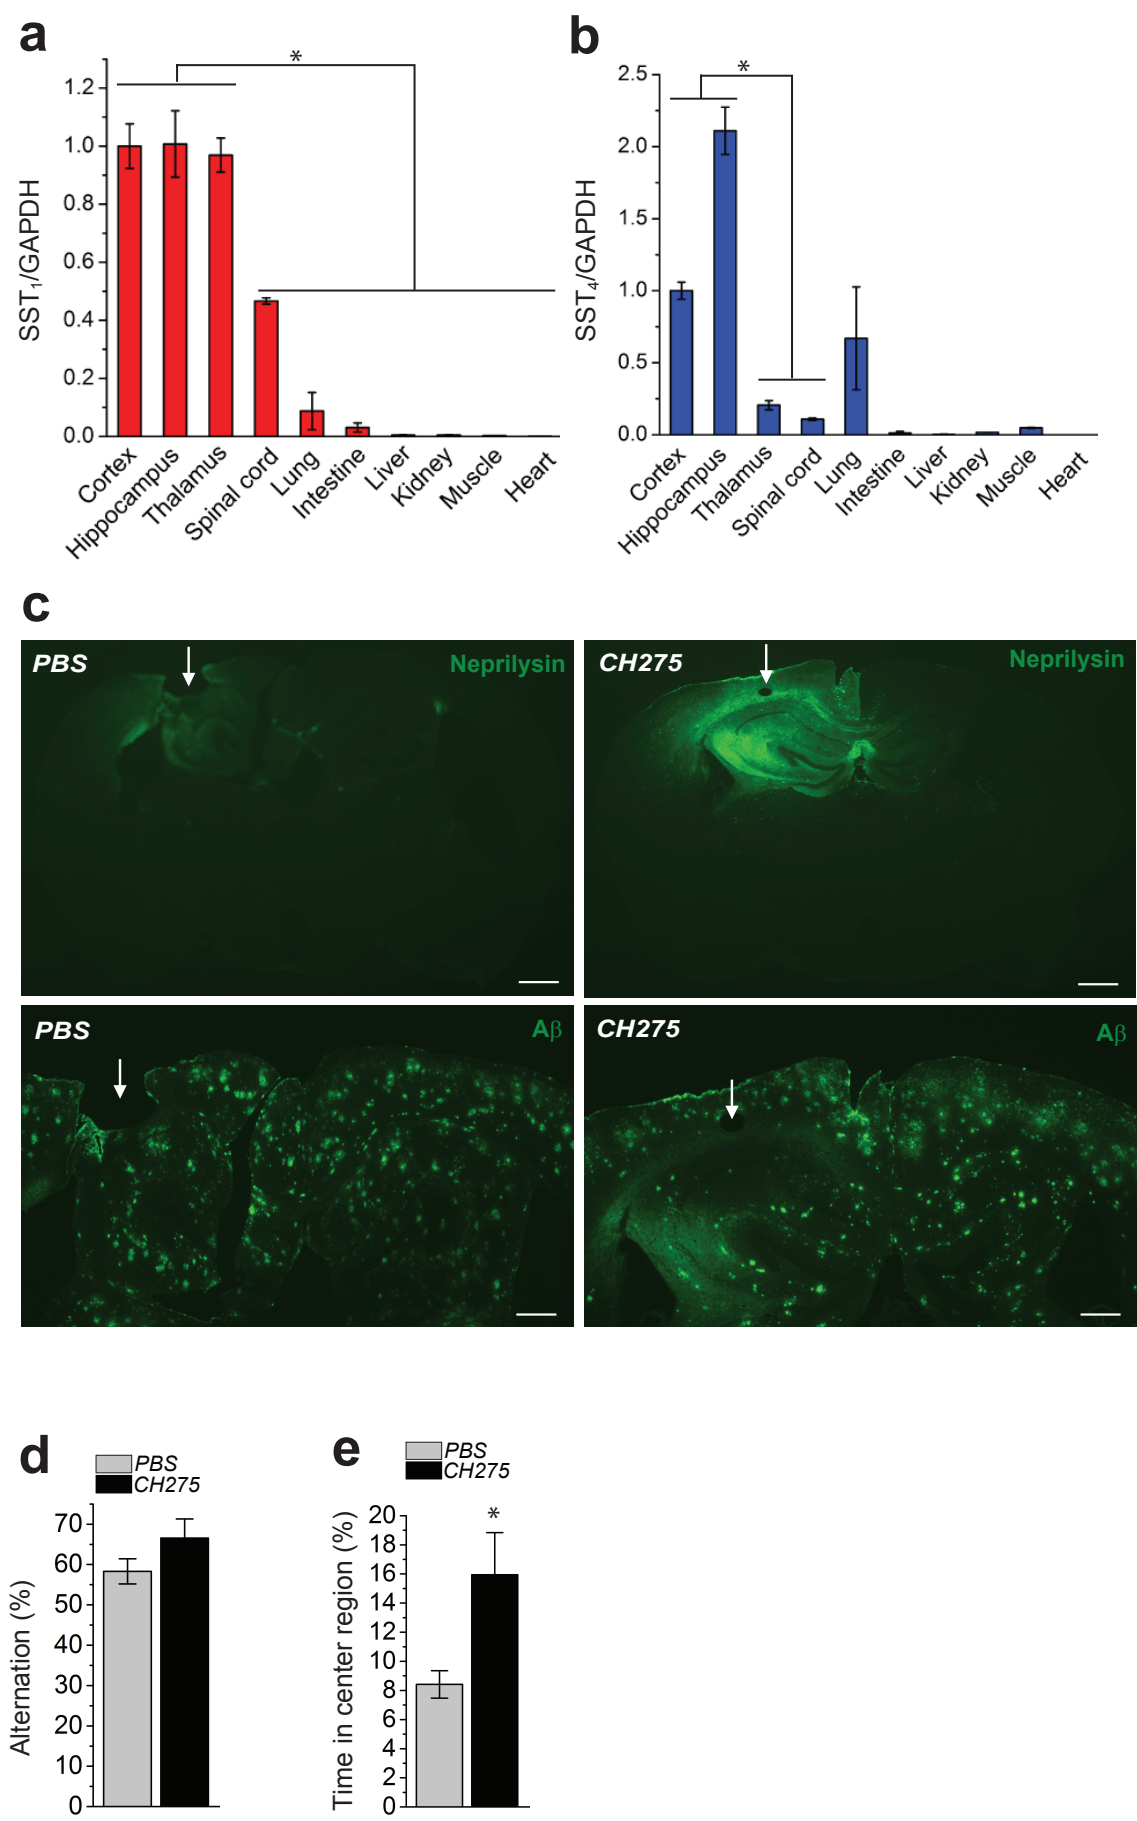 a
*
1.2
1.0
0.8
0.6
0.4
0.2
0.0
SST1/GAPDH
Cortex
Hippocampus
Thalamus
Spinal cord
Lung
Intestine
Liver
Kidney
Muscle
Heart
b
*
2.5
2.0
1.5
1.0
0.5
0.0
SST4/GAPDH
Cortex
Hippocampus
Thalamus
Spinal cord
Lung
Intestine
Liver
Kidney
Muscle
Heart
c
PBS
Neprilysin
CH275
Neprilysin
PBS
Aβ
CH275
Aβ
d
PBS
CH275
70
60
50
40
30
20
10
0
Alternation (%)
e
PBS
CH275
*
20
18
16
14
12
10
8
6
4
2
0
Time in center region (%)